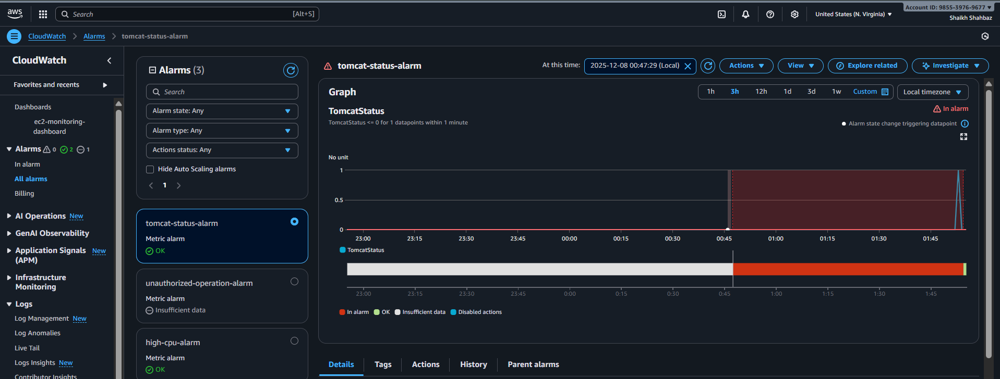 aws
Search
[Alt+S]
United States (N. Virginia)
Account ID: 9855-3976-9677
Shaikh Shahbaz
CloudWatch
Alarms
tomcat-status-alarm
CloudWatch
Favorites and recents
Dashboards
ec2-monitoring-
dashboard
Alarms 0 2 1
In alarm
All alarms
Billing
AI Operations New
GenAI Observability
Application Signals New
(APM)
Infrastructure
Monitoring
Logs
Log Management New
Log Anomalies
Live Tail
Logs Insights New
Contributor Insights
Alarms (3)
Search
Alarm state: Any
Alarm type: Any
Actions status: Any
Hide Auto Scaling alarms
1
tomcat-status-alarm
Metric alarm
OK
unauthorized-operation-alarm
Metric alarm
Insufficient data
high-cpu-alarm
Metric alarm
OK
tomcat-status-alarm
At this time:
2025-12-08 00:47:29 (Local)
Actions
View
Explore related
Investigate
Graph
1h 3h 12h 1d 3d 1w Custom
Local timezone
TomcatStatus
In alarm
TomcatStatus <= 0 for 1 datapoints within 1 minute
Alarm state change triggering datapoint
No unit
1
0.5
0
23:00 23:15 23:30 23:45 00:00 00:15 00:30 00:45 01:00 01:15 01:30 01:45
TomcatStatus
23:00 23:15 23:30 23:45 0:00 0:15 0:30 0:45 1:00 1:15 1:30 1:45
In alarm OK Insufficient data Disabled actions
Details Tags Actions History Parent alarms